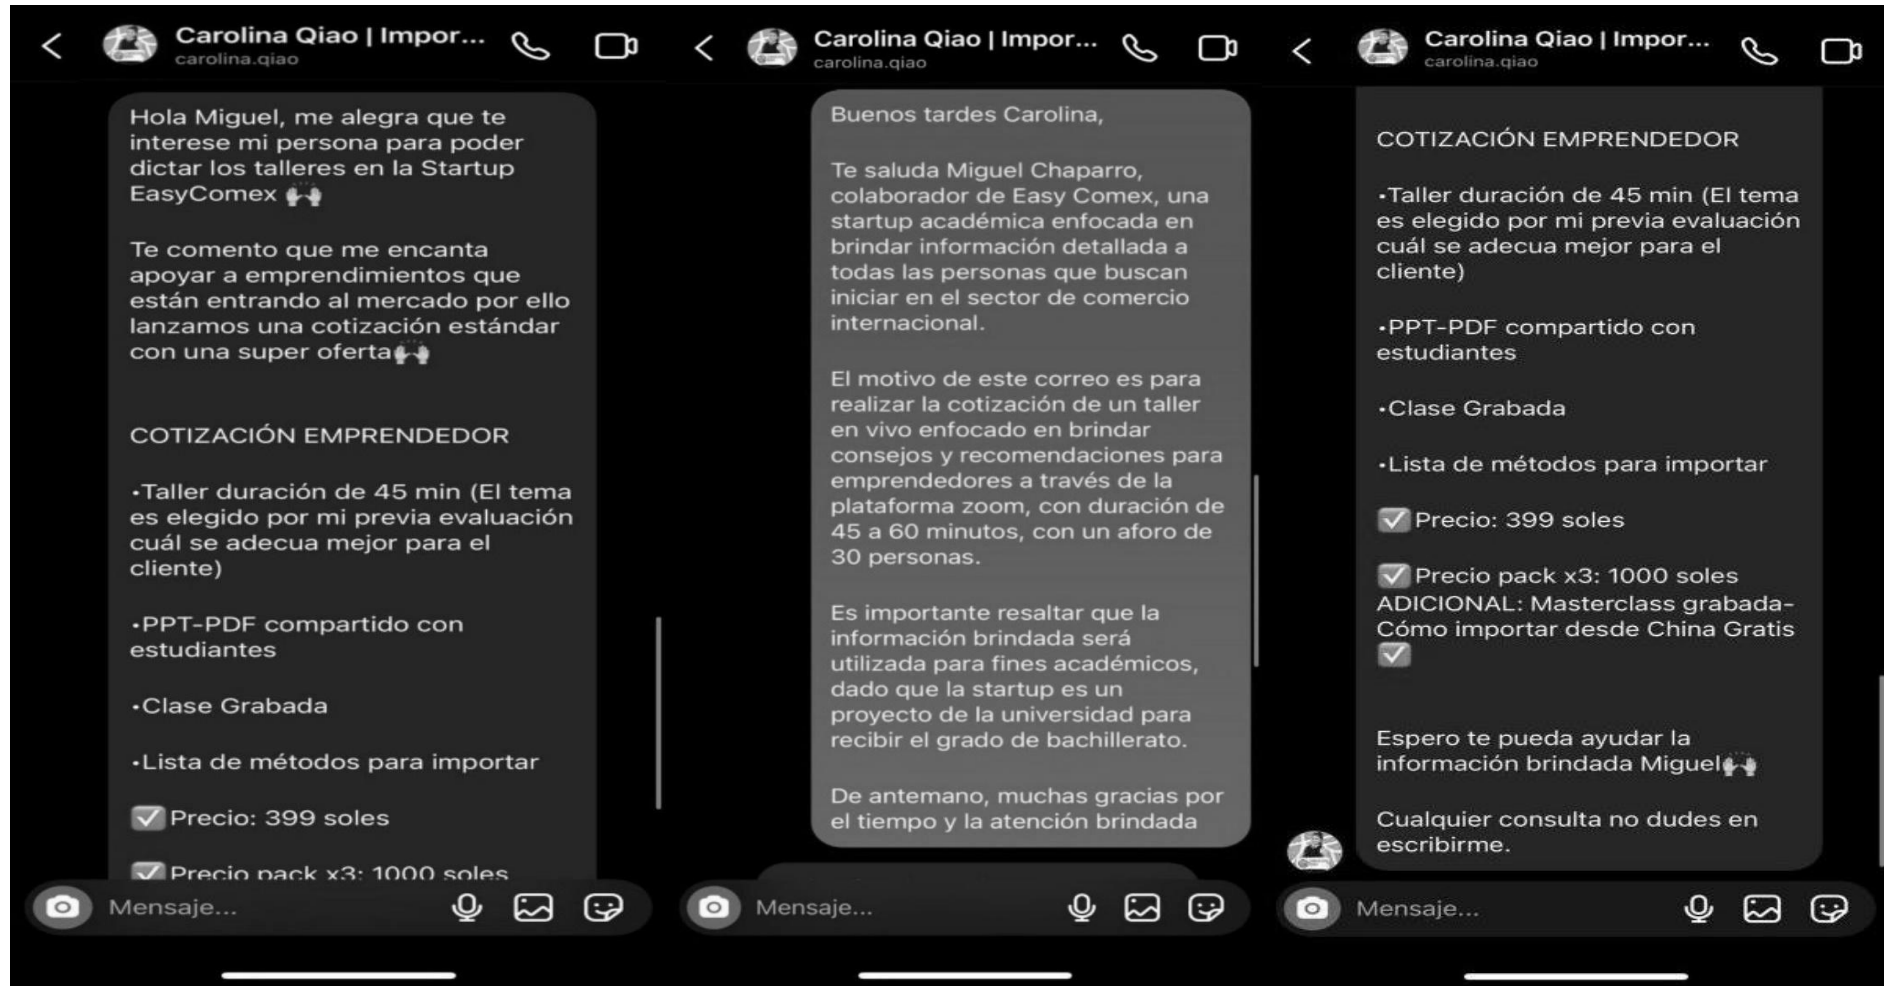 Carolina Qiao | Impor...
carolina.qiao
Hola Miguel, me alegra que te
interese mi persona para poder
dictar los talleres en la Startup
EasyComex 🙌
Te comento que me encanta
apoyar a emprendimientos que
están entrando al mercado por ello
lanzamos una cotización estándar
con una super oferta🙌
COTIZACIÓN EMPRENDEDOR
•Taller duración de 45 min (El tema
es elegido por mi previa evaluación
cuál se adecua mejor para el
cliente)
•PPT-PDF compartido con
estudiantes
•Clase Grabada
•Lista de métodos para importar
✅Precio: 399 soles
✅Precio pack x3: 1000 soles
Mensaje...
Carolina Qiao | Impor...
carolina.qiao
Buenos tardes Carolina,
Te saluda Miguel Chaparro,
colaborador de Easy Comex, una
startup académica enfocada en
brindar información detallada a
todas las personas que buscan
iniciar en el sector de comercio
internacional.
El motivo de este correo es para
realizar la cotización de un taller
en vivo enfocado en brindar
consejos y recomendaciones para
emprendedores a través de la
plataforma zoom, con duración de
45 a 60 minutos, con un aforo de
30 personas.
Es importante resaltar que la
información brindada será
utilizada para fines académicos,
dado que la startup es un
proyecto de la universidad para
recibir el grado de bachillerato.
De antemano, muchas gracias por
el tiempo y la atención brindada
Mensaje...
Carolina Qiao | Impor...
carolina.qiao
COTIZACIÓN EMPRENDEDOR
•Taller duración de 45 min (El tema
es elegido por mi previa evaluación
cuál se adecua mejor para el
cliente)
•PPT-PDF compartido con
estudiantes
•Clase Grabada
•Lista de métodos para importar
✅Precio: 399 soles
✅Precio pack x3: 1000 soles
ADICIONAL: Masterclass grabada-
Cómo importar desde China Gratis
✅
Espero te pueda ayudar la
información brindada Miguel🙌
Cualquier consulta no dudes en
escribirme.
Mensaje...